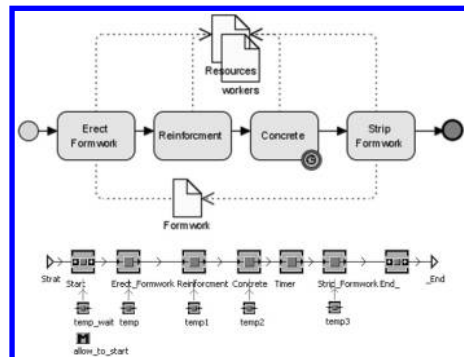 Resources
workers
Erect
Formwork
Reinforcment
Concrete
Strip
Formwork
Formwork
Strat
Start
Erect_Formwork
Reinforcment
Concrete
Timer
Strip_Formwork
End_
_End
temp_wait
temp
temp1
temp2
temp3
M
allow_to_start